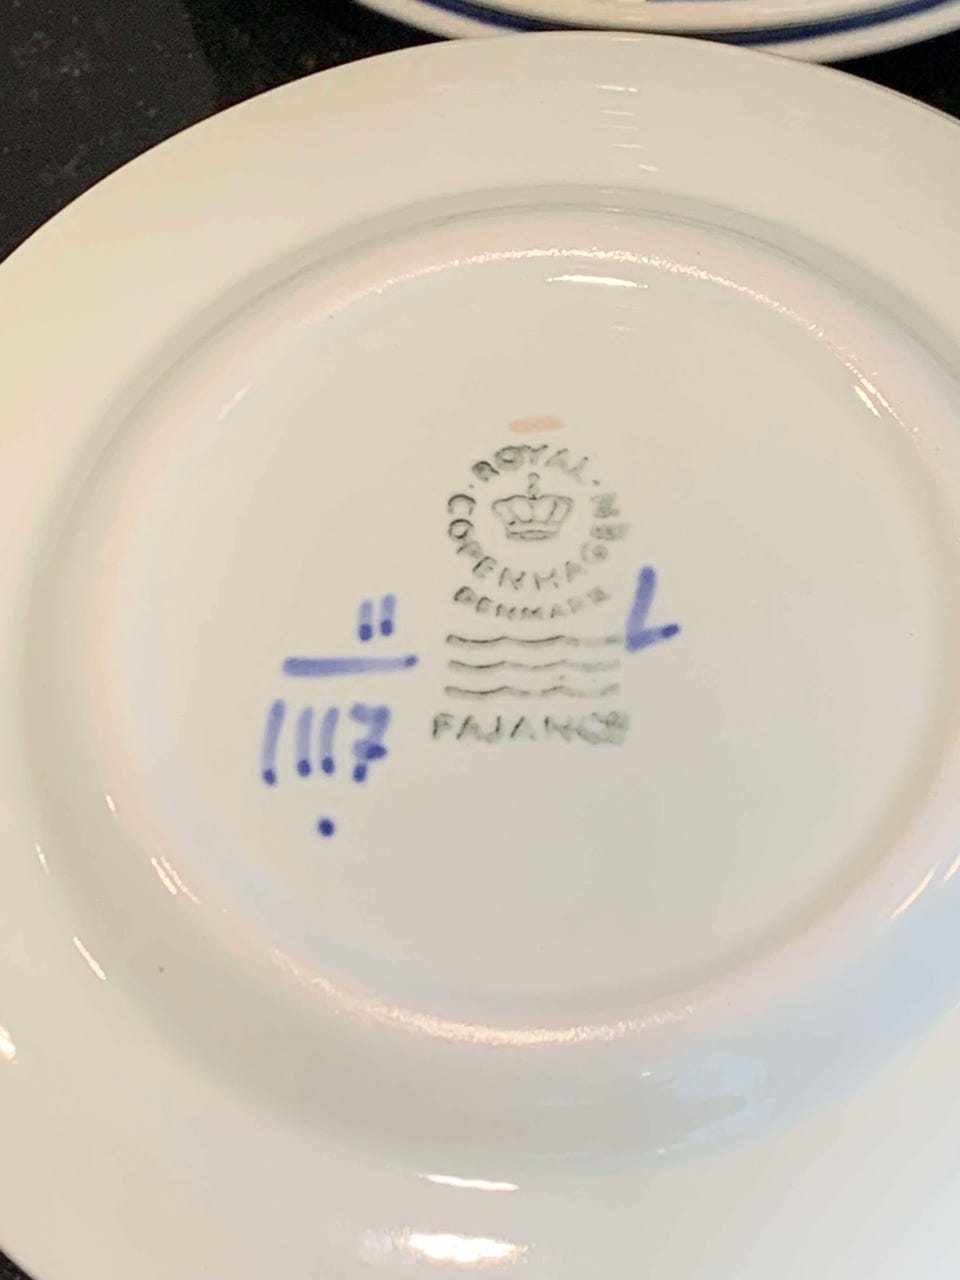 ROYAL
COPENHAGEN
DENMARK
FAJANCE
L
11
1117